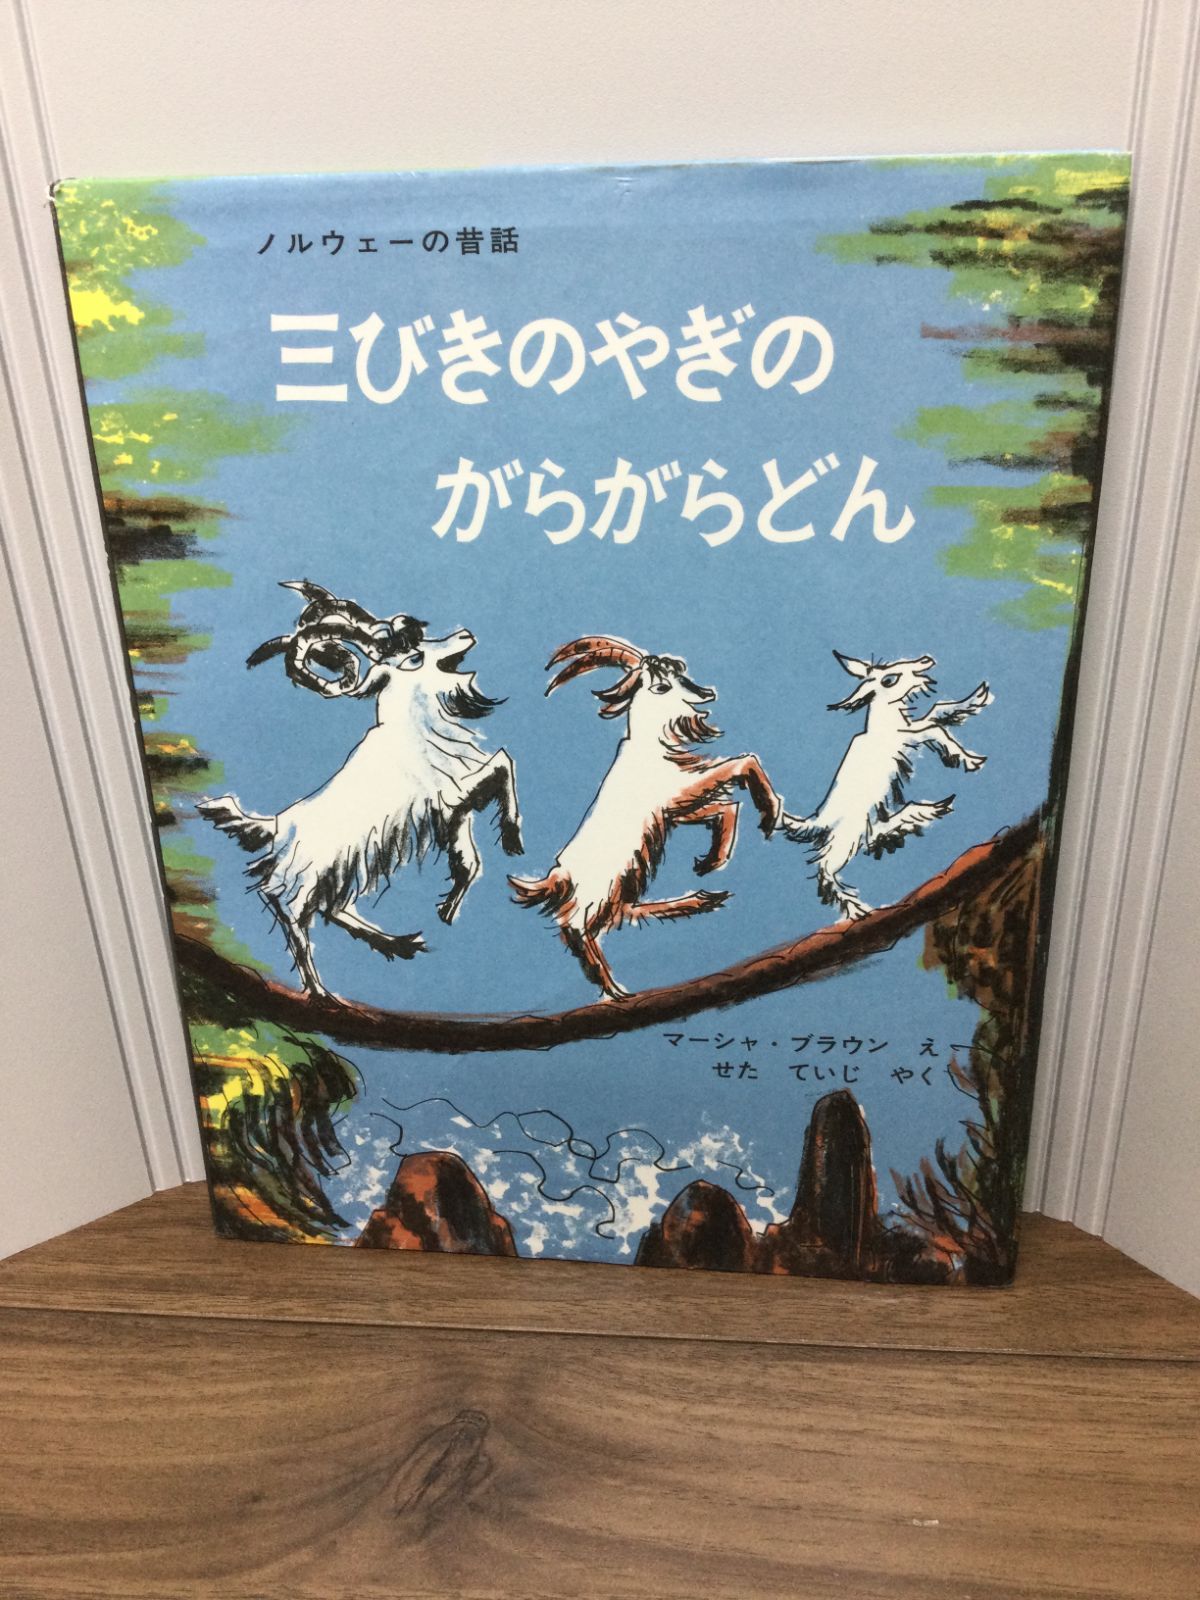 ノルウェーの昔話
三びきのやぎの
がらがらどん
マーシャ・ブラウン え
せた ていじ やく